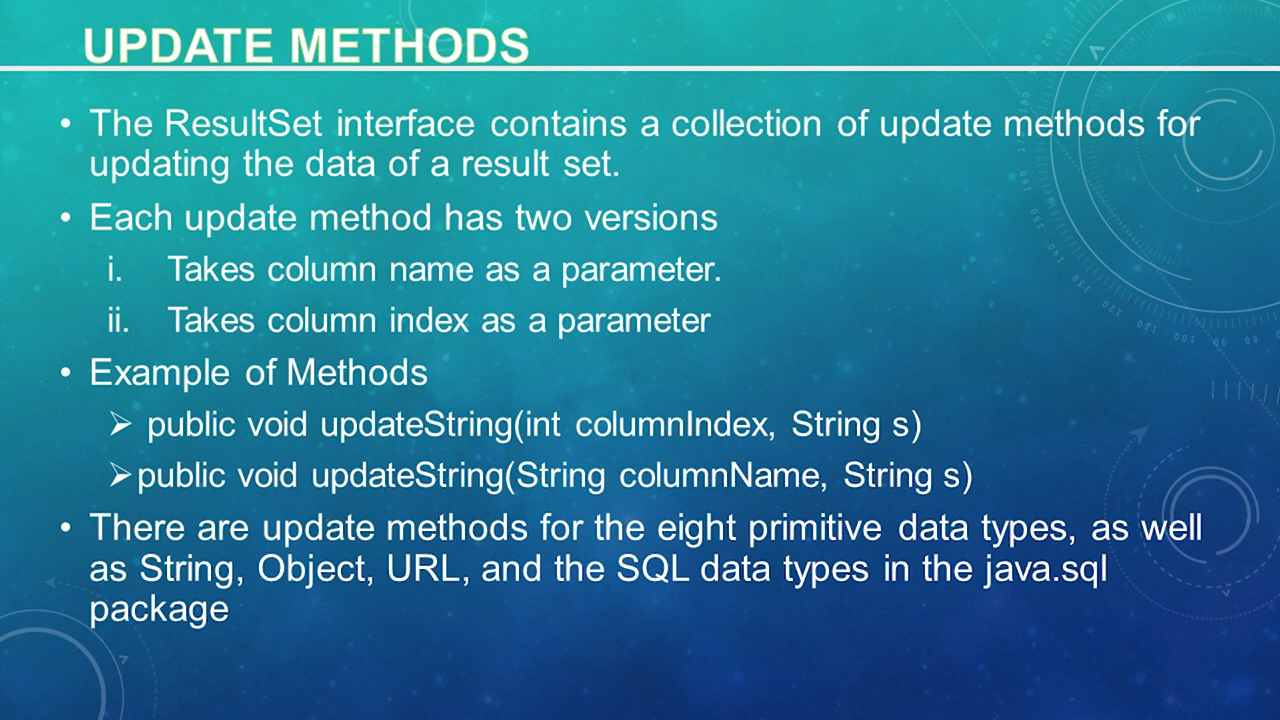 UPDATE METHODS
• The ResultSet interface contains a collection of update methods for
updating the data of a result set.
• Each update method has two versions
i. Takes column name as a parameter.
ii. Takes column index as a parameter
• Example of Methods
➢ public void updateString(int columnIndex, String s)
➢public void updateString(String columnName, String s)
• There are update methods for the eight primitive data types, as well
as String, Object, URL, and the SQL data types in the java.sql
package